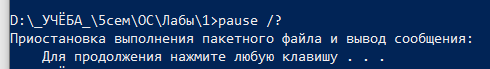 D:\_УЧЁБА_\5сем\ОС\Лабы\1>pause /?
Приостановка выполнения пакетного файла и вывод сообщения:
    Для продолжения нажмите любую клавишу . . .